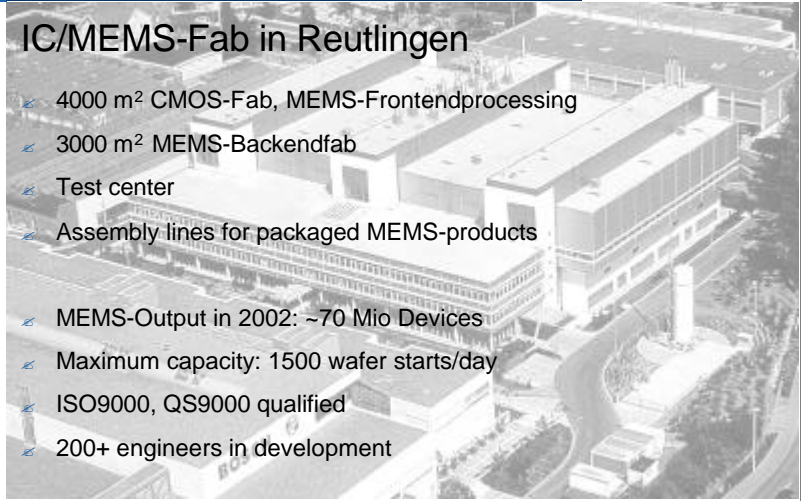 IC/MEMS-Fab in Reutlingen
4000 m² CMOS-Fab, MEMS-Frontendprocessing
3000 m² MEMS-Backendfab
Test center
Assembly lines for packaged MEMS-products
MEMS-Output in 2002: ~70 Mio Devices
Maximum capacity: 1500 wafer starts/day
ISO9000, QS9000 qualified
200+ engineers in development